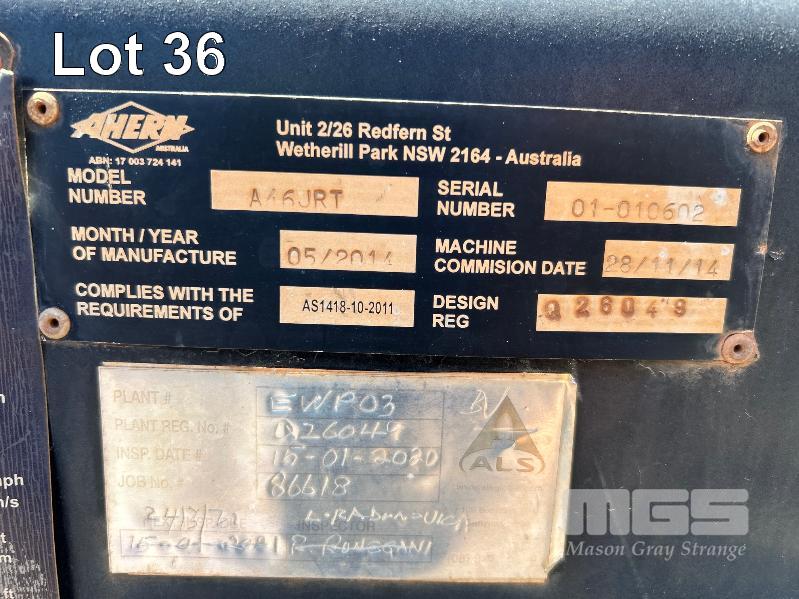 Lot 36
AHERN
AUSTRALIA
ABN: 17 003 724 141
Unit 2/26 Redfern St
Wetherill Park NSW 2164 - Australia
MODEL NUMBER A46JRT
SERIAL NUMBER 01-010602
MONTH / YEAR OF MANUFACTURE 05/2014
MACHINE COMMISION DATE 28/11/14
COMPLIES WITH THE REQUIREMENTS OF AS1418-10-2011
DESIGN REG Q26049
PLANT # EWP03
PLANT REG. No. # Q26049
INSP. DATE # 15-01-2020
JOB No. # 86618
ALS
INSPECTOR
MGS
Mason Gray Strange